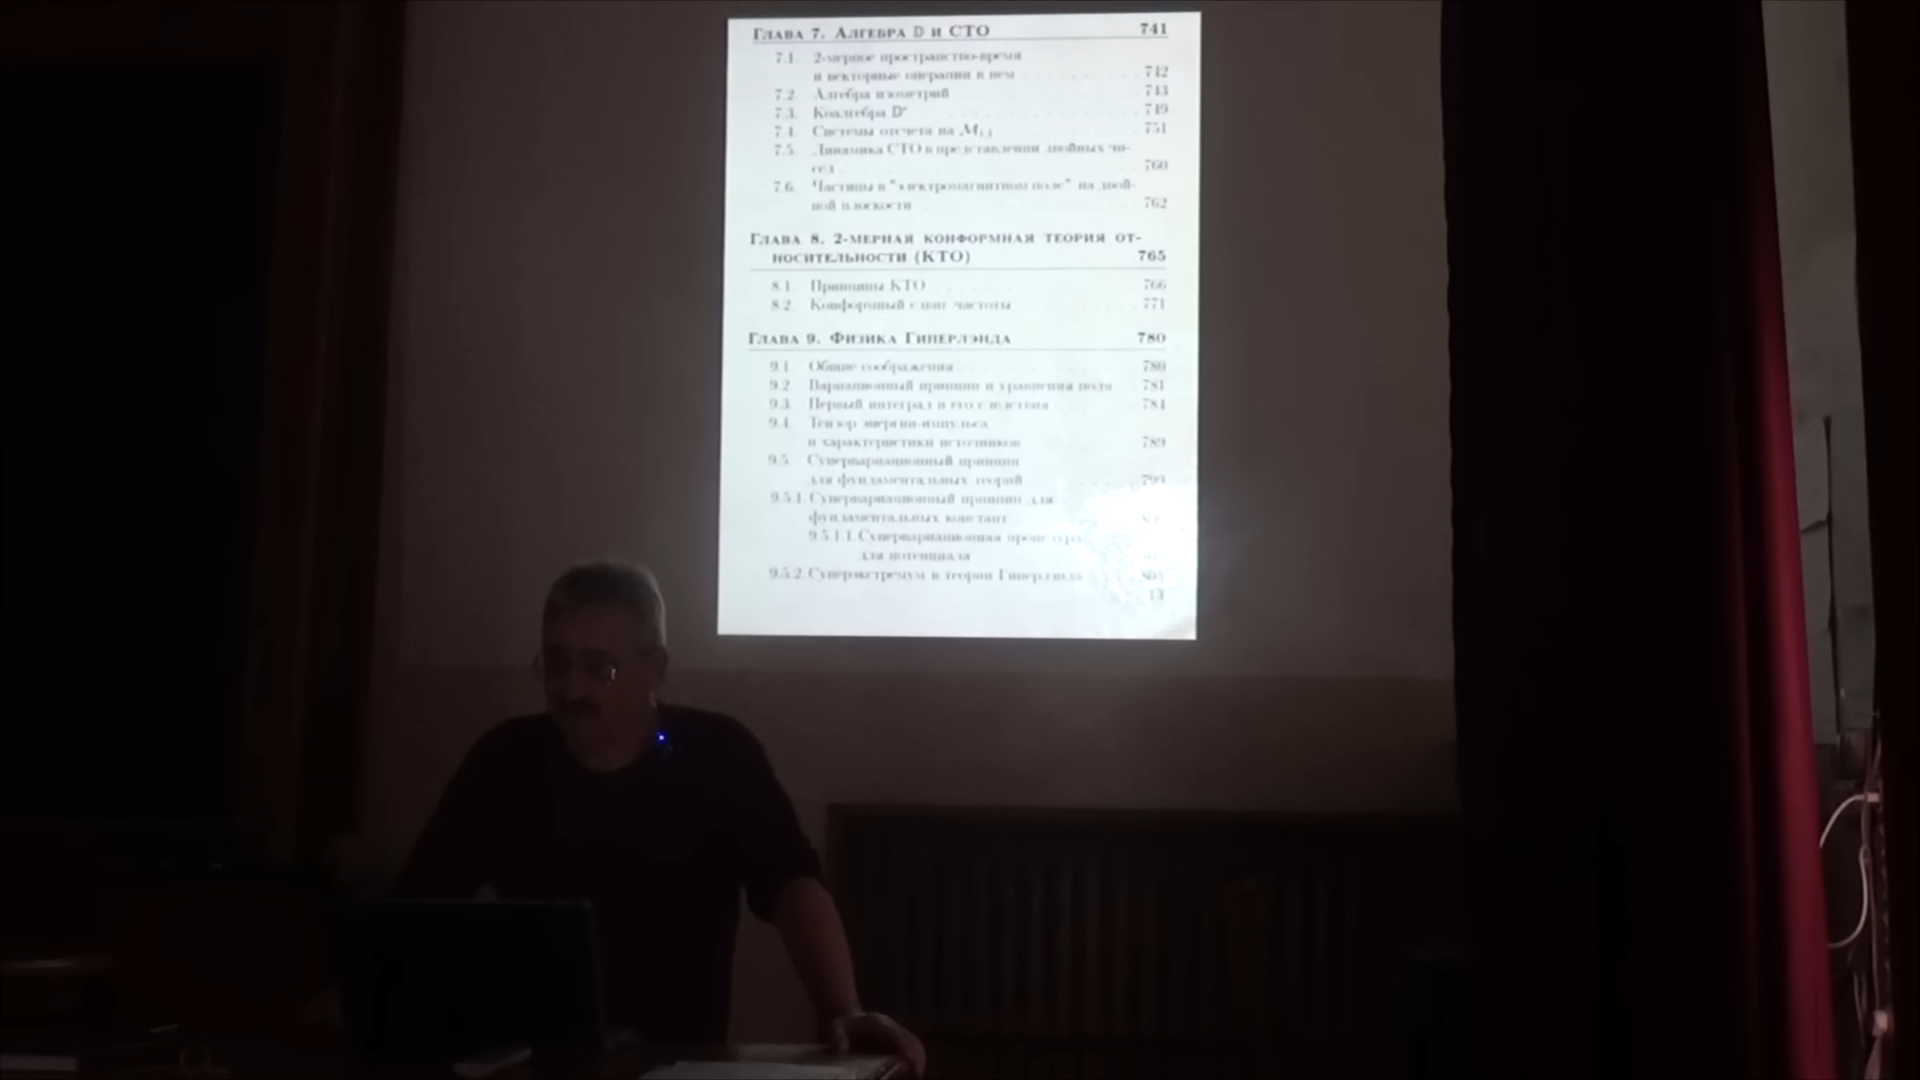 Глава 7. Алгебра D и СТО 741
7.1. 2-мерное пространство-время
и векторные операции в нем 742
7.2. Алгебра изометрий 743
7.3. Коалгебра D* 749
7.4. Системы отсчета на M1,1 751
7.5. Динамика СТО в представлении двойных чи-
сел 760
7.6. Частицы в "электромагнитном поле" на двой-
ной плоскости 762
Глава 8. 2-мерная конформная теория от-
носительности (КТО) 765
8.1. Принципы КТО 766
8.2. Конформный сдвиг частоты 771
Глава 9. Физика Гиперлэнда 780
9.1. Общие соображения 780
9.2. Вариационный принцип и уравнения поля 781
9.3. Первый интеграл и его следствия 784
9.4. Тензор энергии-импульса
и характеристики источников 789
9.5. Супервариационный принцип
для фундаментальных теорий 799
9.5.1. Супервариационный принцип для
фундаментальных констант
9.5.1.1. Супервариационная процедура
для потенциала
9.5.2. Суперэкстремум в теории Гиперлэнда
13